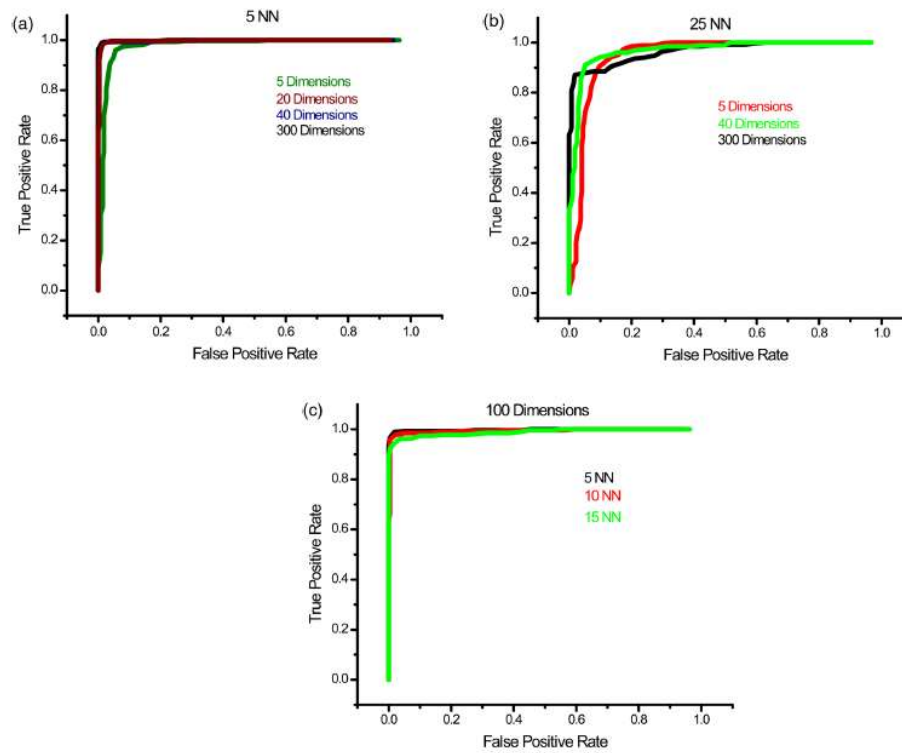 (a)
5 NN
1.0
0.8
0.6
0.4
0.2
0.0
True Positive Rate
5 Dimensions
20 Dimensions
40 Dimensions
300 Dimensions
0.0 0.2 0.4 0.6 0.8 1.0
False Positive Rate
(b)
25 NN
1.0
0.8
0.6
0.4
0.2
0.0
True Positive Rate
5 Dimensions
40 Dimensions
300 Dimensions
0.0 0.2 0.4 0.6 0.8 1.0
False Positive Rate
(c)
100 Dimensions
1.0
0.8
0.6
0.4
0.2
0.0
True Positive Rate
5 NN
10 NN
15 NN
0.0 0.2 0.4 0.6 0.8 1.0
False Positive Rate